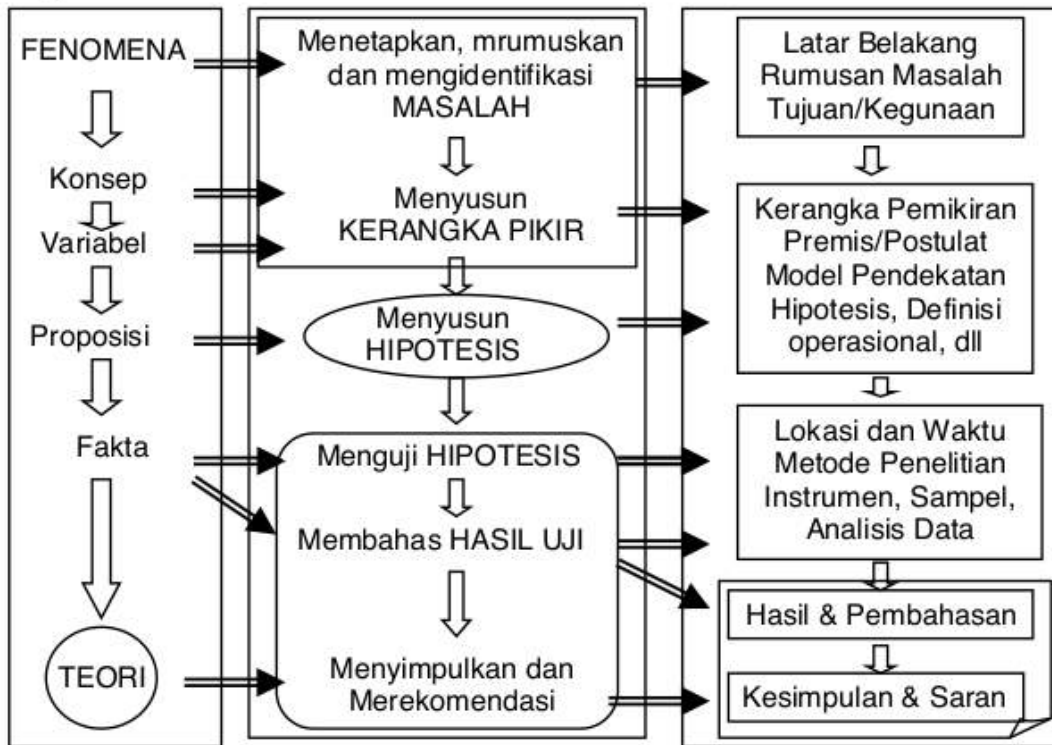 FENOMENA
Konsep
Variabel
Proposisi
Fakta
TEORI
Menetapkan, mrumuskan
dan mengidentifikasi
MASALAH
Menyusun
KERANGKA PIKIR
Menyusun
HIPOTESIS
Menguji HIPOTESIS
Membahas HASIL UJI
Menyimpulkan dan
Merekomendasi
Latar Belakang
Rumusan Masalah
Tujuan/Kegunaan
Kerangka Pemikiran
Premis/Postulat
Model Pendekatan
Hipotesis, Definisi
operasional, dll
Lokasi dan Waktu
Metode Penelitian
Instrumen, Sampel,
Analisis Data
Hasil & Pembahasan
Kesimpulan & Saran